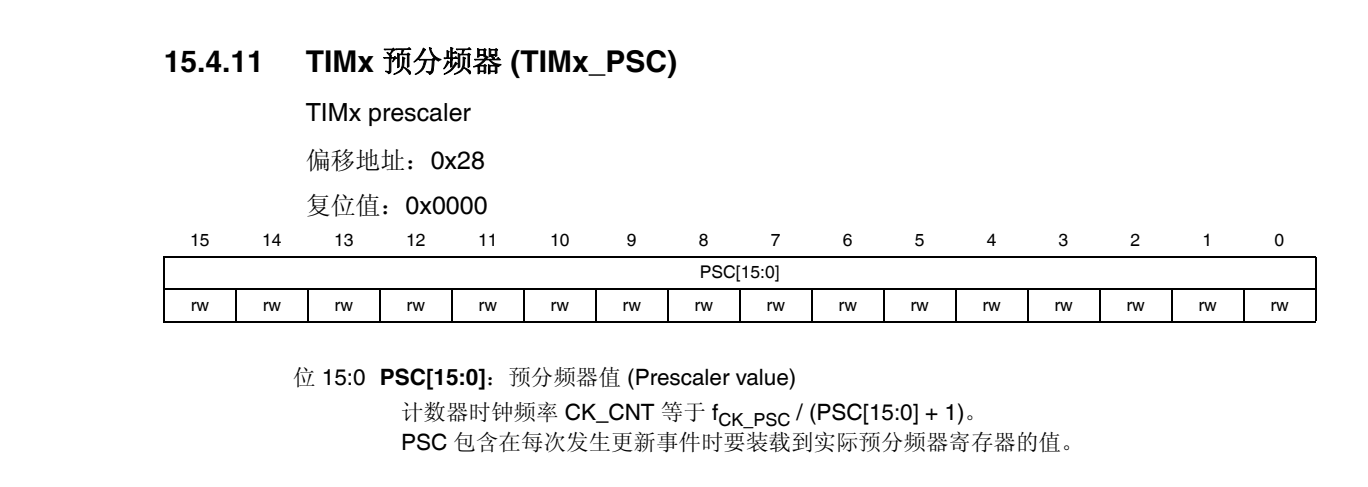 15.4.11 TIMx 预分频器 (TIMx_PSC)
TIMx prescaler
偏移地址：0x28
复位值：0x0000
15 14 13 12 11 10 9 8 7 6 5 4 3 2 1 0
PSC[15:0]
rw rw rw rw rw rw rw rw rw rw rw rw rw rw rw rw
位 15:0 PSC[15:0]：预分频器值 (Prescaler value)
计数器时钟频率 CK_CNT 等于 fCK_PSC / (PSC[15:0] + 1)。
PSC 包含在每次发生更新事件时要装载到实际预分频器寄存器的值。